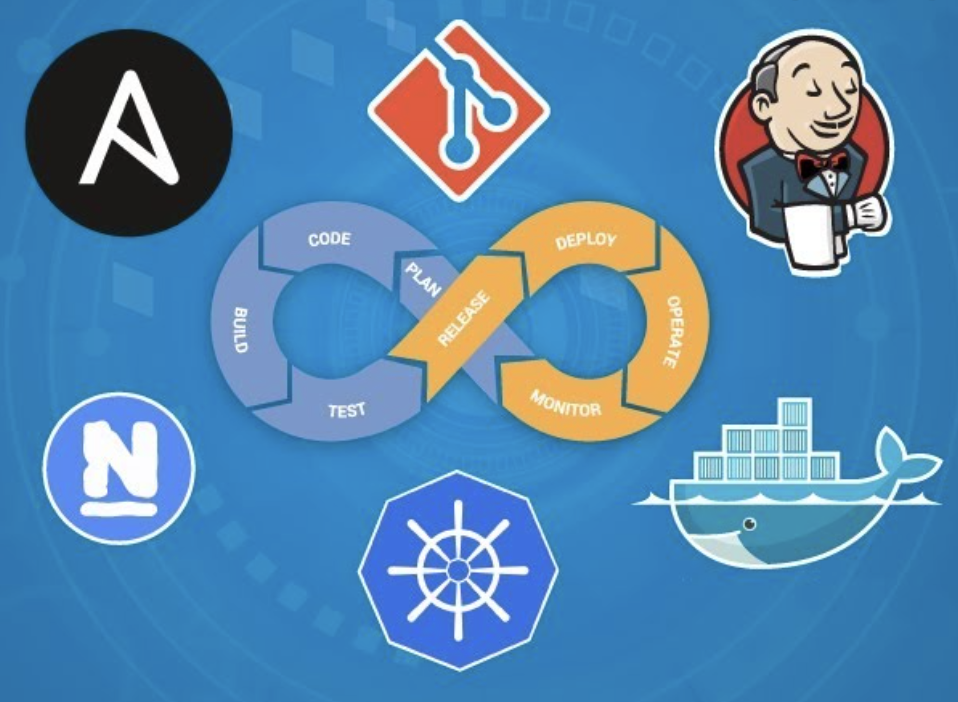 CODE
PLAN
BUILD
TEST
RELEASE
DEPLOY
OPERATE
MONITOR
A
N